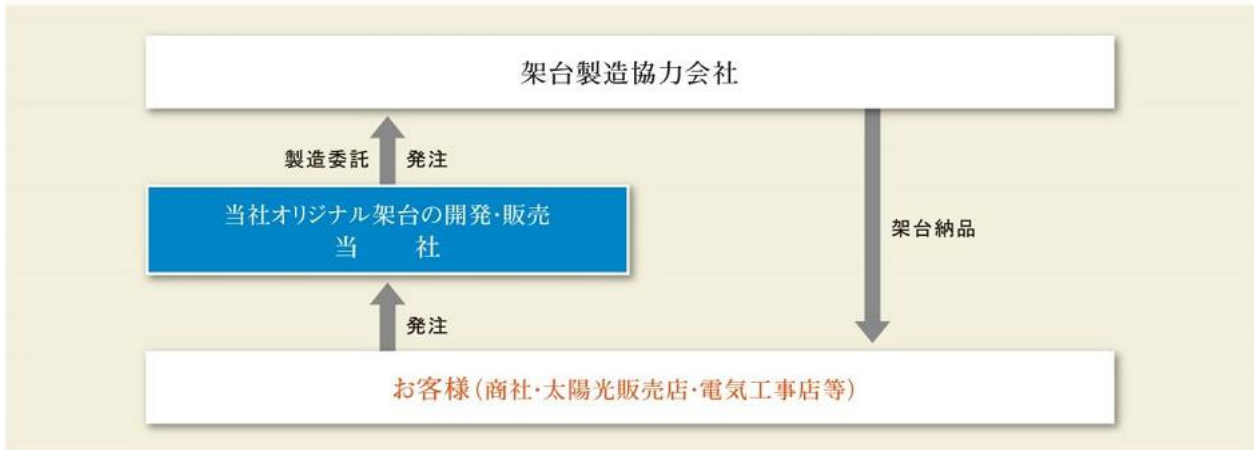 架台製造協力会社
製造委託 発注
当社オリジナル架台の開発・販売
当　社
架台納品
発注
お客様(商社・太陽光販売店・電気工事店等)